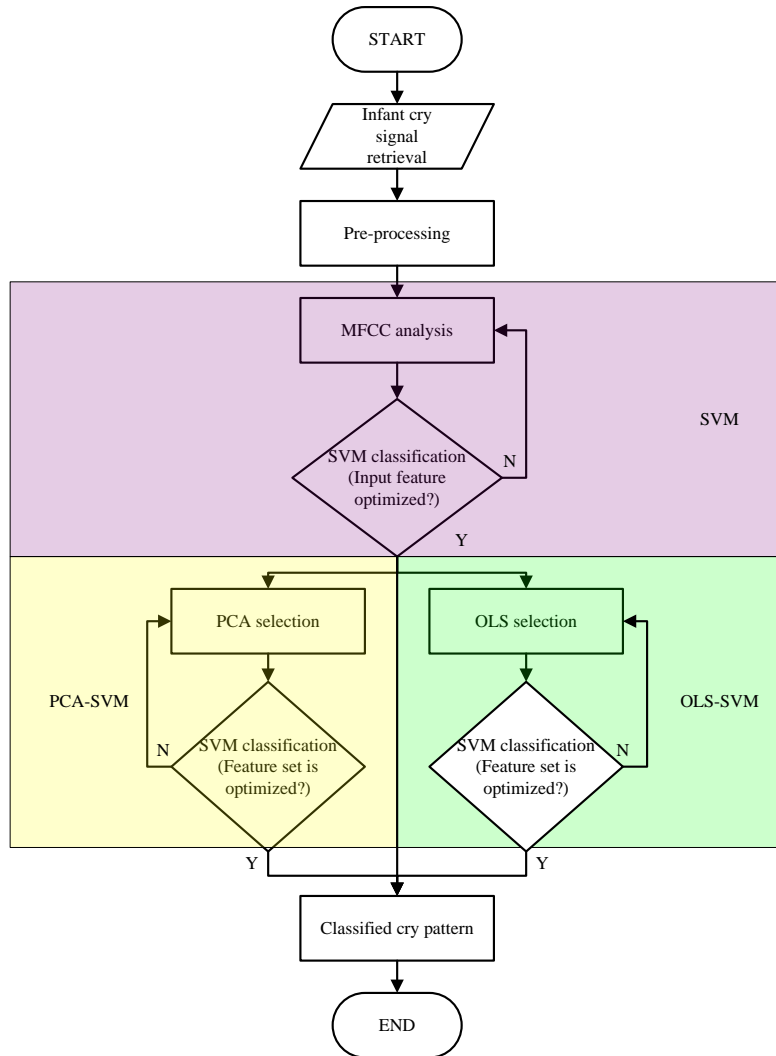 START
Infant cry
signal
retrieval
Pre-processing
MFCC analysis
SVM
SVM classification
(Input feature
optimized?)
N
Y
PCA selection
OLS selection
PCA-SVM
OLS-SVM
N
SVM classification
(Feature set is
optimized?)
SVM classification
(Feature set is
optimized?)
N
Y
Y
Classified cry pattern
END